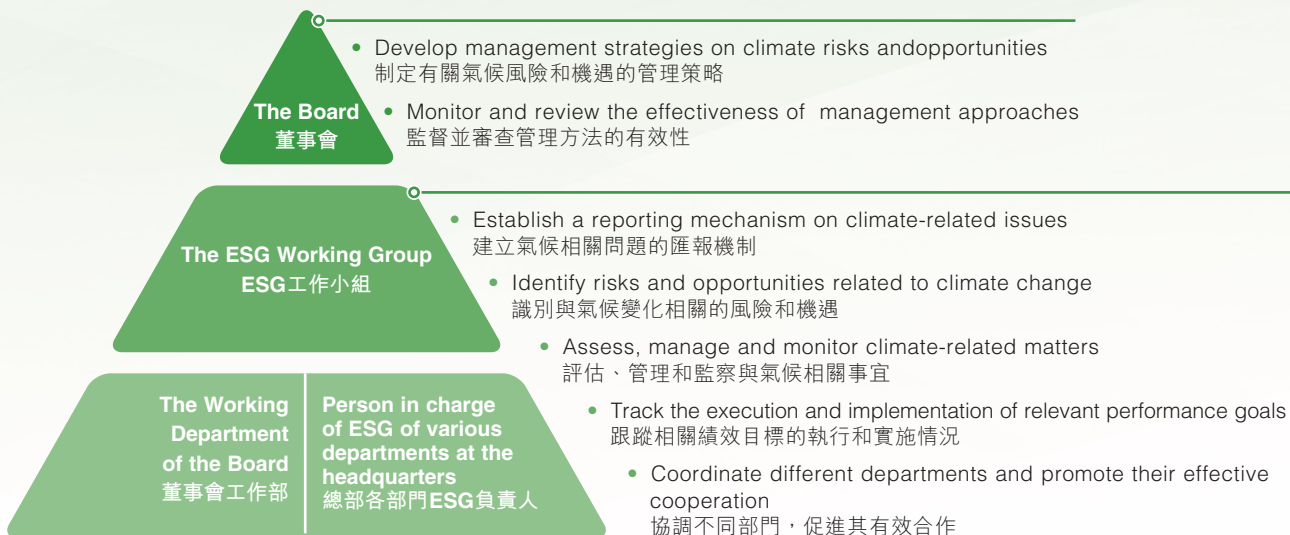 The Board
董事會
• Develop management strategies on climate risks andopportunities
制定有關氣候風險和機遇的管理策略
• Monitor and review the effectiveness of management approaches
監督並審查管理方法的有效性
The ESG Working Group
ESG工作小組
• Establish a reporting mechanism on climate-related issues
建立氣候相關問題的匯報機制
• Identify risks and opportunities related to climate change
識別與氣候變化相關的風險和機遇
• Assess, manage and monitor climate-related matters
評估、管理和監察與氣候相關事宜
• Track the execution and implementation of relevant performance goals
跟蹤相關績效目標的執行和實施情況
• Coordinate different departments and promote their effective
cooperation
協調不同部門，促進其有效合作
The Working
Department
of the Board
董事會工作部
Person in charge
of ESG of various
departments at the
headquarters
總部各部門ESG負責人